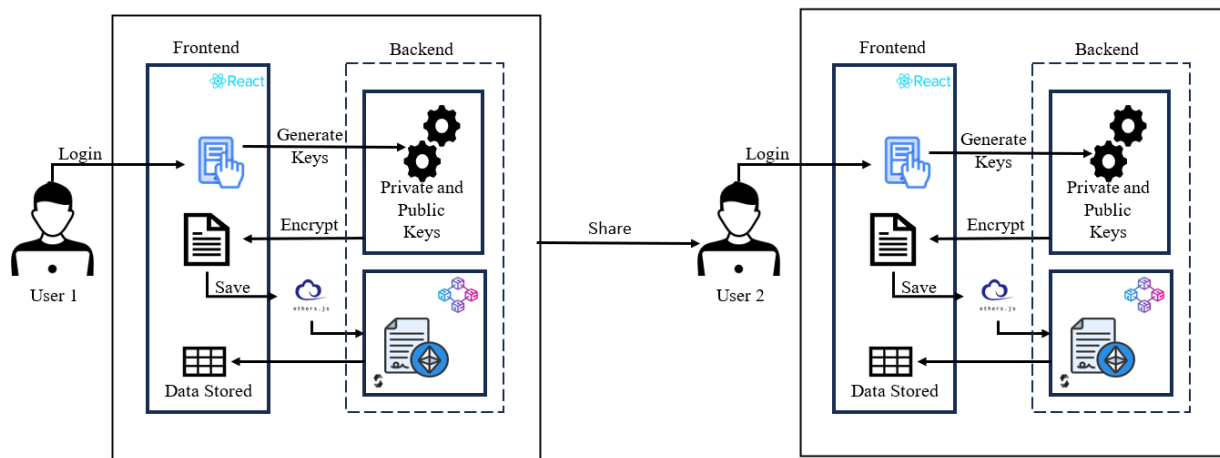 Frontend
Backend
React
Login
Generate
Keys
Private and
Public
Keys
Encrypt
User 1
Save
ethers.js
Data Stored
Share
Frontend
Backend
React
Login
Generate
Keys
Private and
Public
Keys
Encrypt
User 2
Save
ethers.js
Data Stored